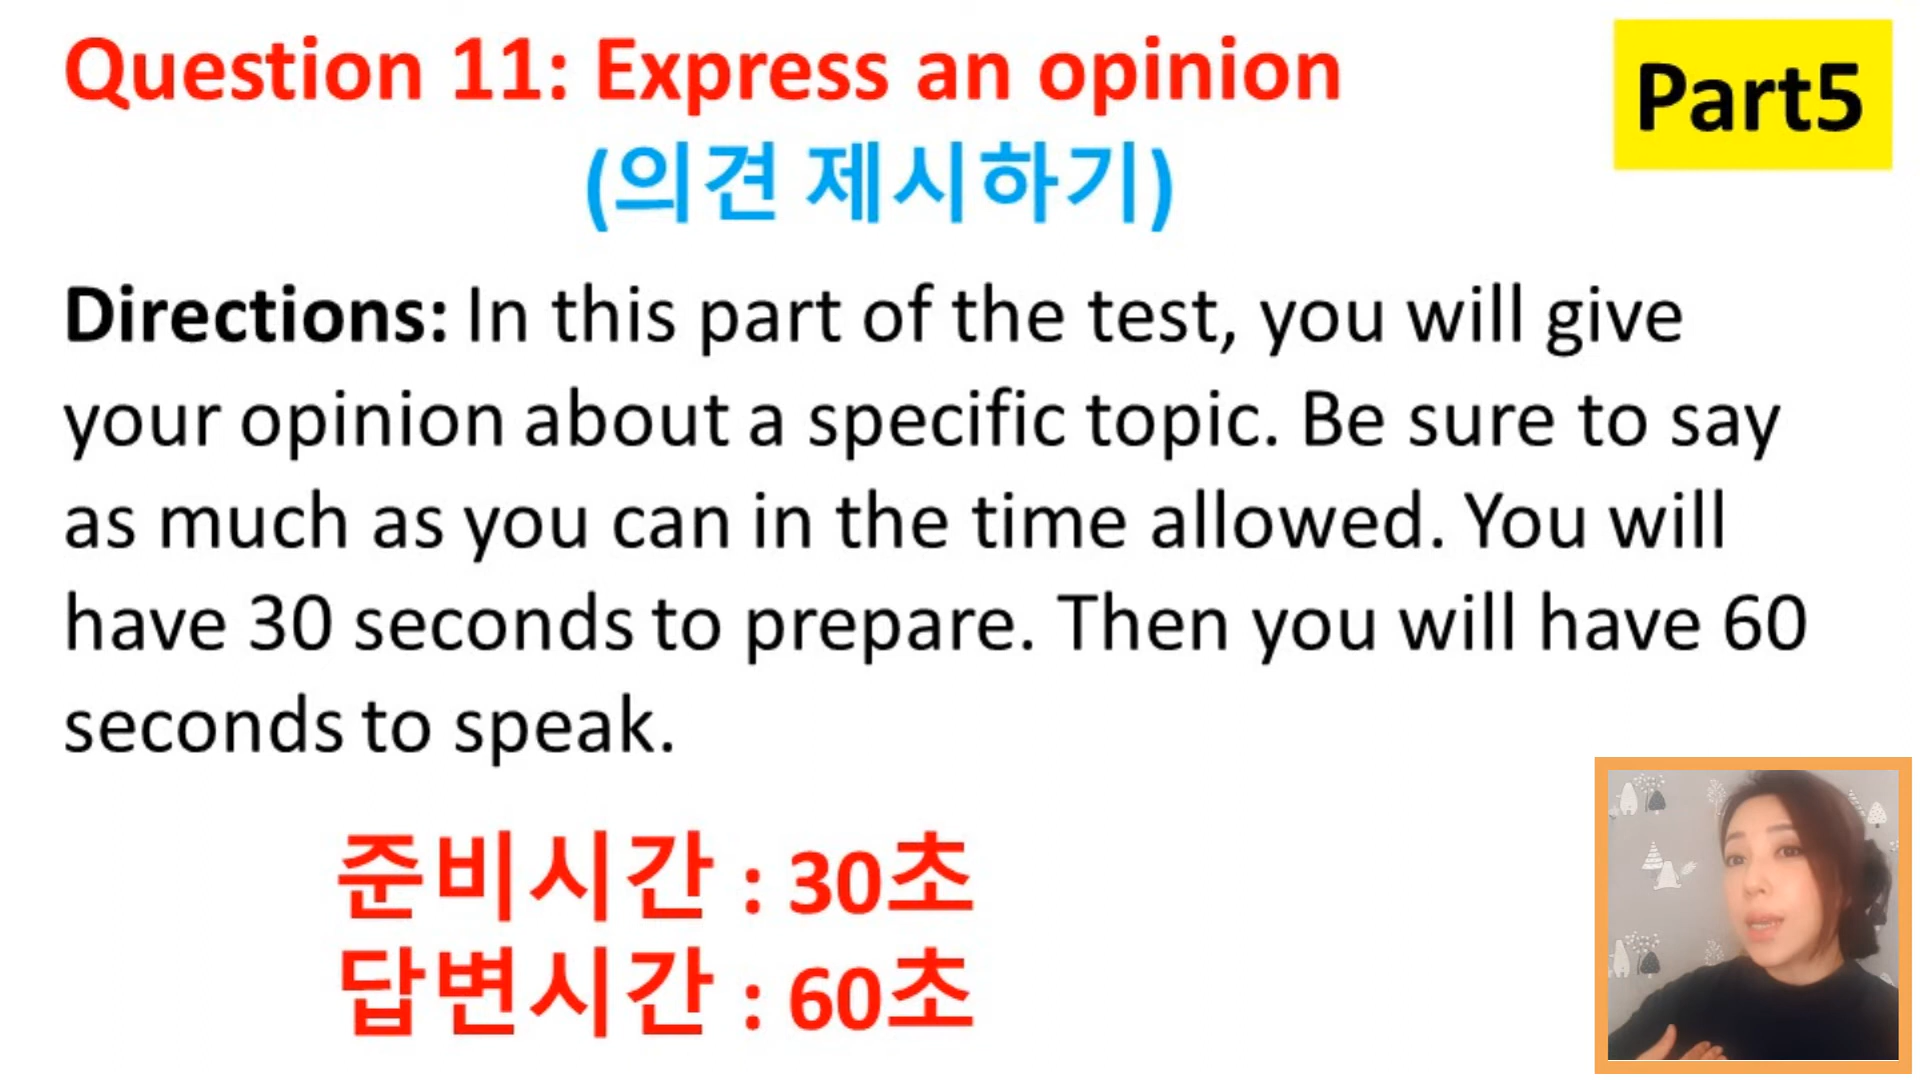 Question 11: Express an opinion
Part5
(의견 제시하기)
Directions: In this part of the test, you will give
your opinion about a specific topic. Be sure to say
as much as you can in the time allowed. You will
have 30 seconds to prepare. Then you will have 60
seconds to speak.
준비시간 : 30초
답변시간 : 60초